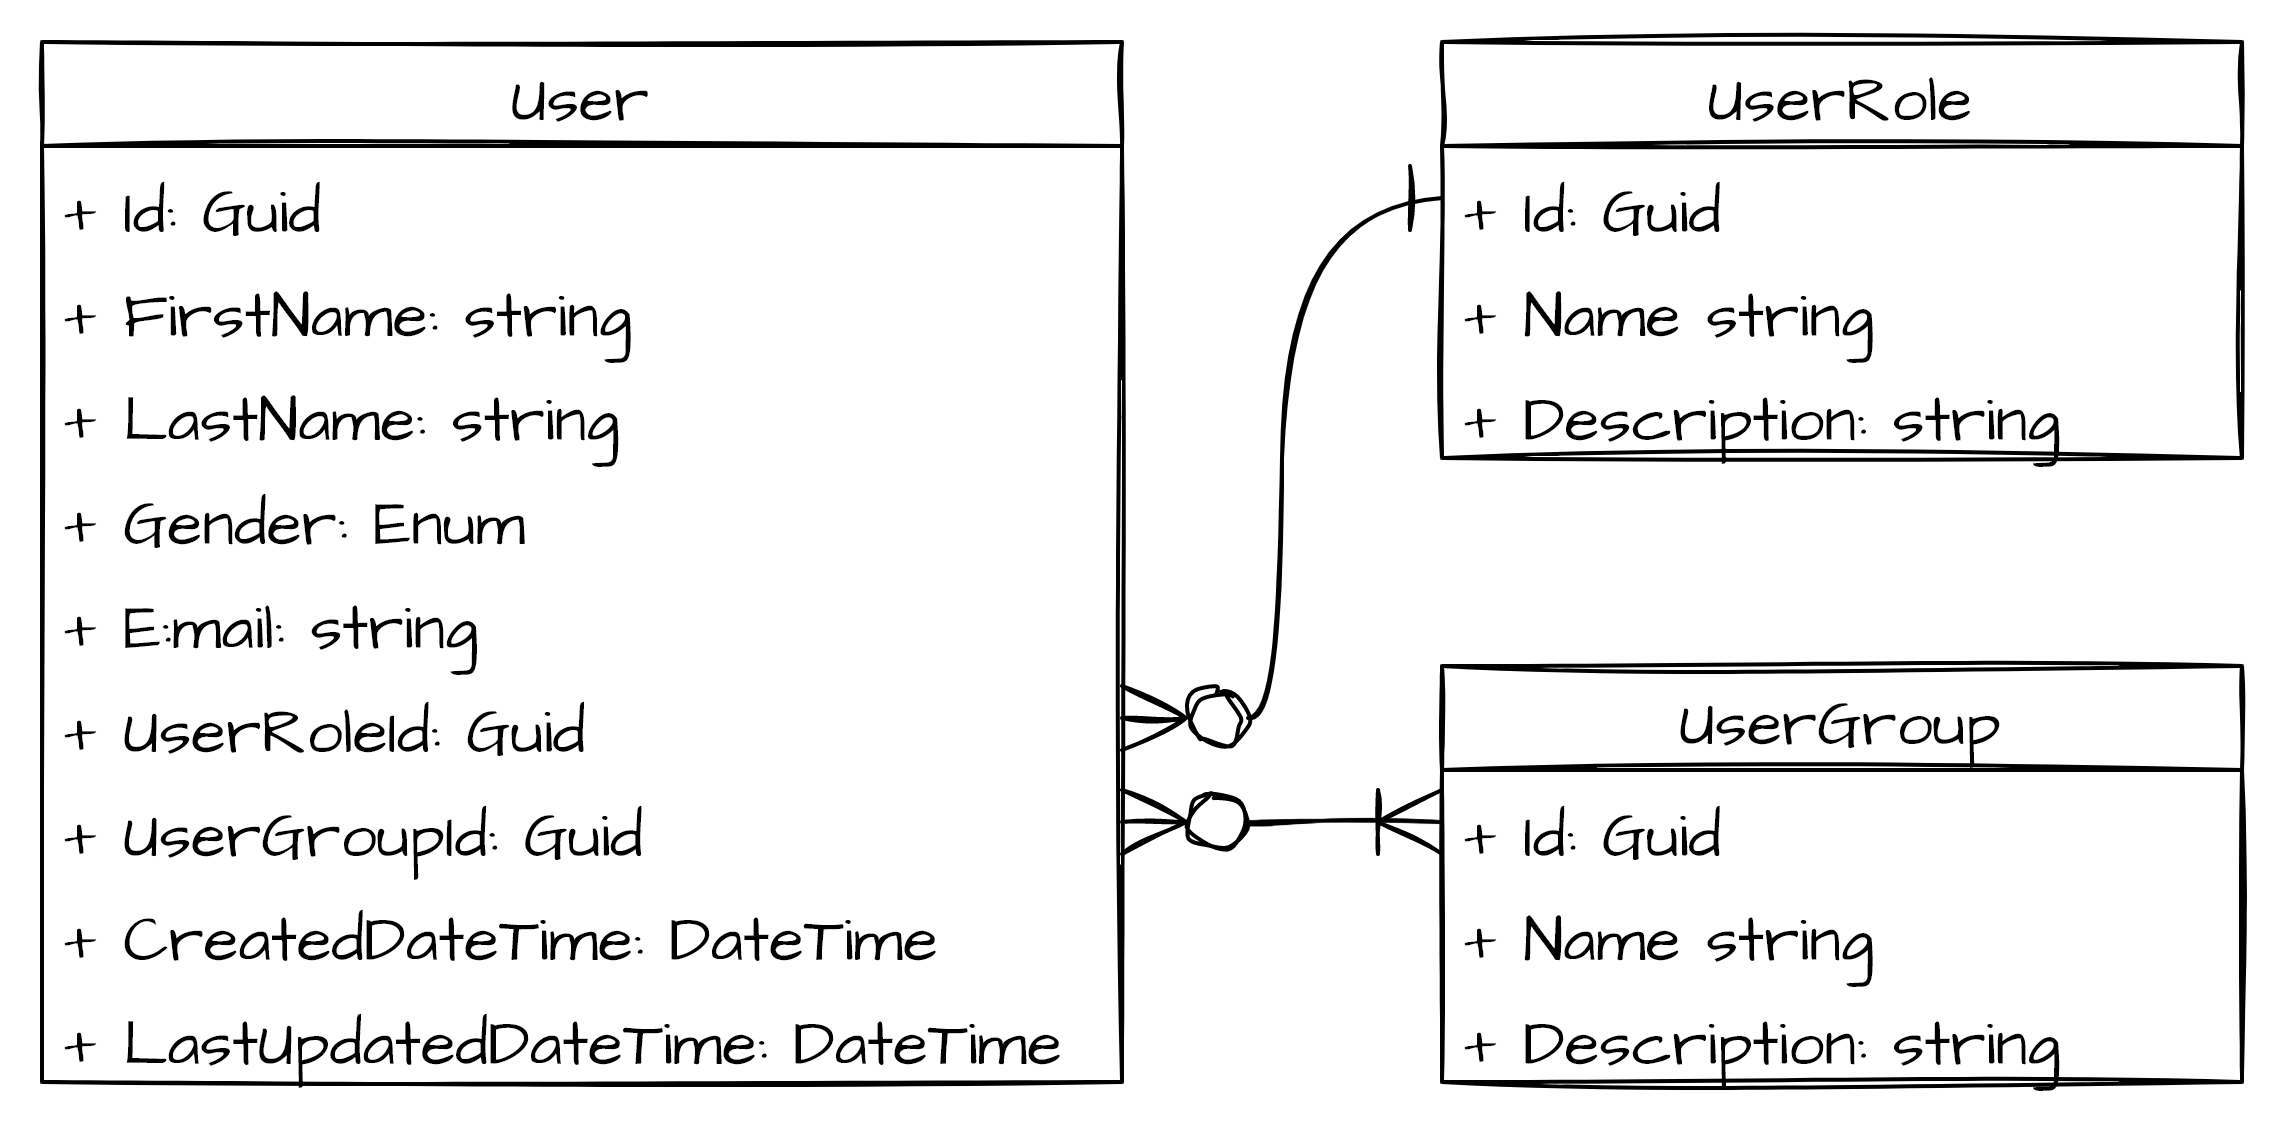 User
+ Id: Guid
+ FirstName: string
+ LastName: string
+ Gender: Enum
+ E:mail: string
+ UserRoleId: Guid
+ UserGroupId: Guid
+ CreatedDateTime: DateTime
+ LastUpdatedDateTime: DateTime
UserRole
+ Id: Guid
+ Name string
+ Description: string
UserGroup
+ Id: Guid
+ Name string
+ Description: string